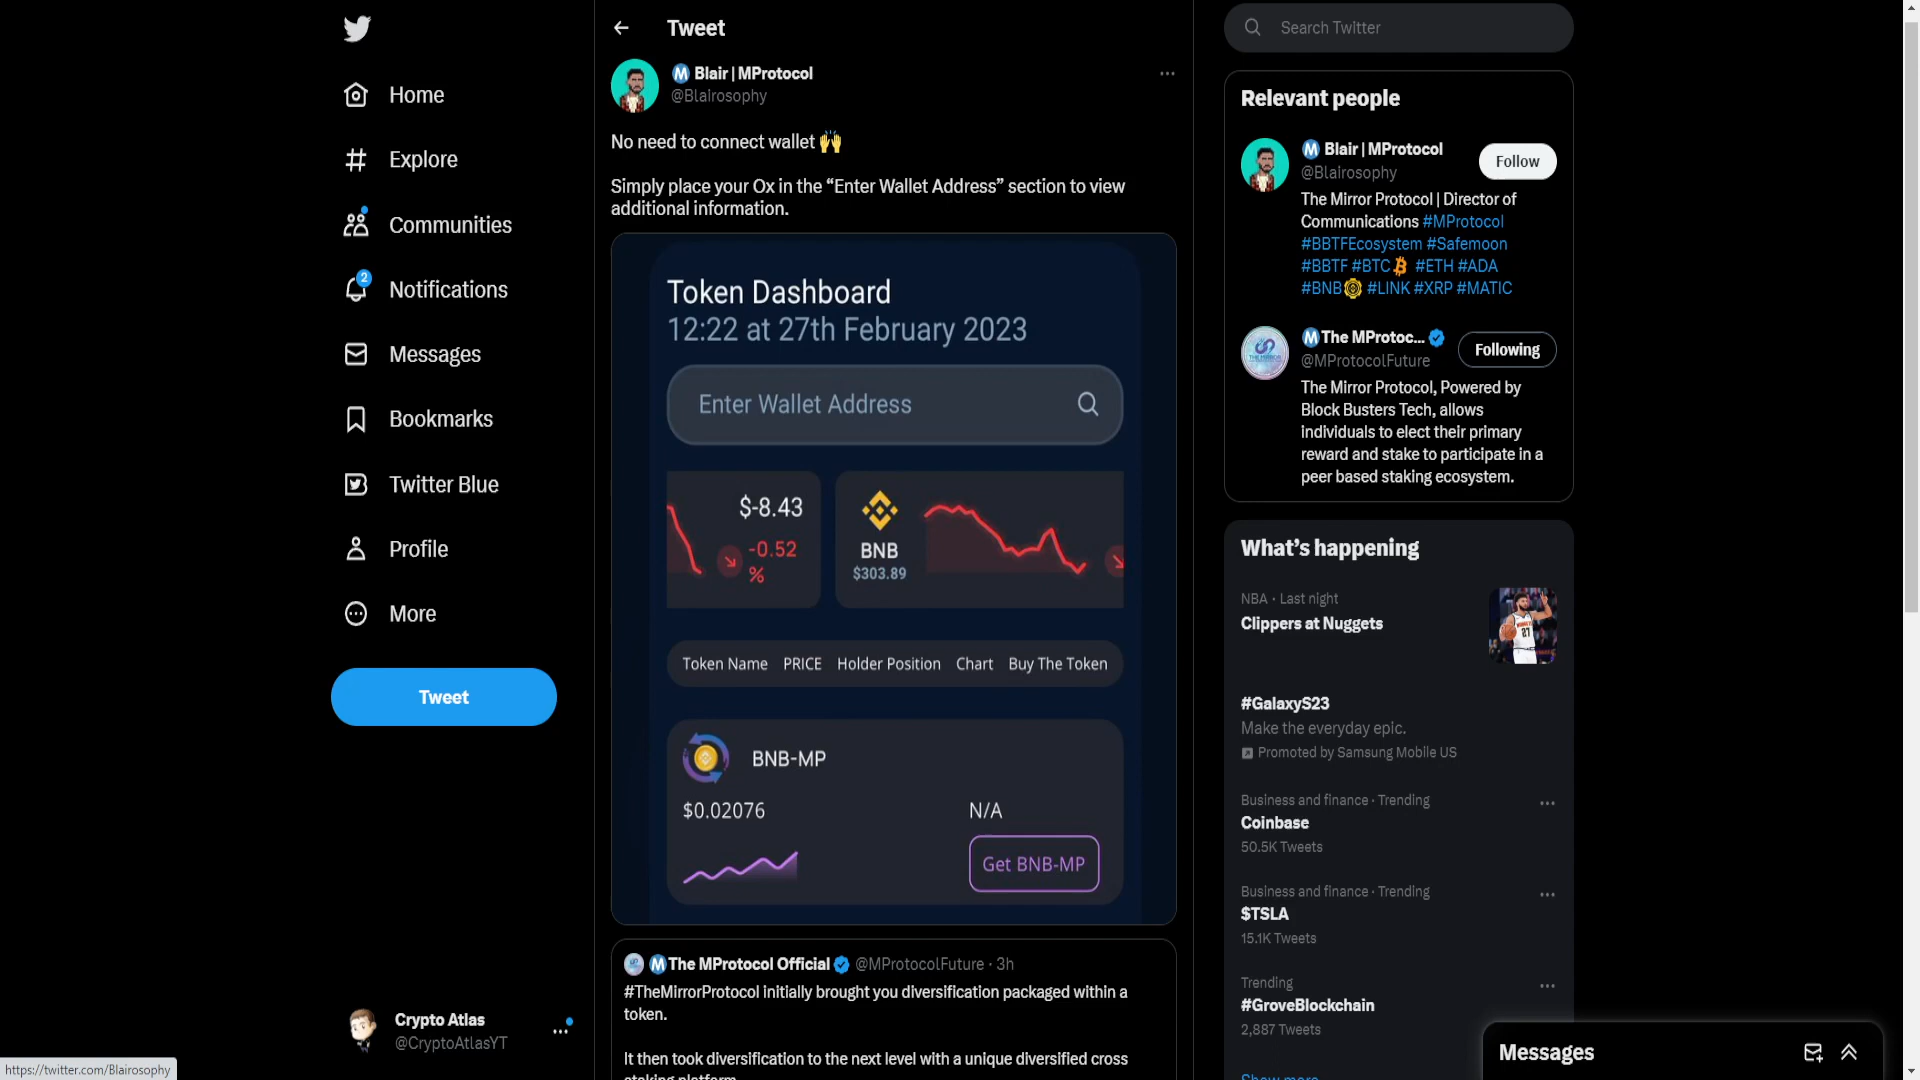 Home
Explore
Communities
2
Notifications
Messages
Bookmarks
Twitter Blue
Profile
More
Tweet
Crypto Atlas
@CryptoAtlasYT
https://twitter.com/Blairosophy
Tweet
M Blair | MProtocol
@Blairosophy
No need to connect wallet 🙌
Simply place your Ox in the “Enter Wallet Address” section to view
additional information.
Token Dashboard
12:22 at 27th February 2023
Enter Wallet Address
$-8.43
-0.52
%
BNB
$303.89
Token Name PRICE Holder Position Chart Buy The Token
BNB-MP
$0.02076
N/A
Get BNB-MP
M The MProtocol Official @MProtocolFuture · 3h
#TheMirrorProtocol initially brought you diversification packaged within a
token.
It then took diversification to the next level with a unique diversified cross
staking platform
Search Twitter
Relevant people
M Blair | MProtocol
@Blairosophy
Follow
The Mirror Protocol | Director of
Communications #MProtocol
#BBTFEcosystem #Safemoon
#BBTF #BTC #ETH #ADA
#BNB #LINK #XRP #MATIC
M The MProtoc...
@MProtocolFuture
Following
The Mirror Protocol, Powered by
Block Busters Tech, allows
individuals to elect their primary
reward and stake to participate in a
peer based staking ecosystem.
What’s happening
NBA · Last night
Clippers at Nuggets
27
#GalaxyS23
Make the everyday epic.
Promoted by Samsung Mobile US
Business and finance · Trending
Coinbase
50.5K Tweets
Business and finance · Trending
$TSLA
15.1K Tweets
Trending
#GroveBlockchain
2,887 Tweets
Show more
Messages